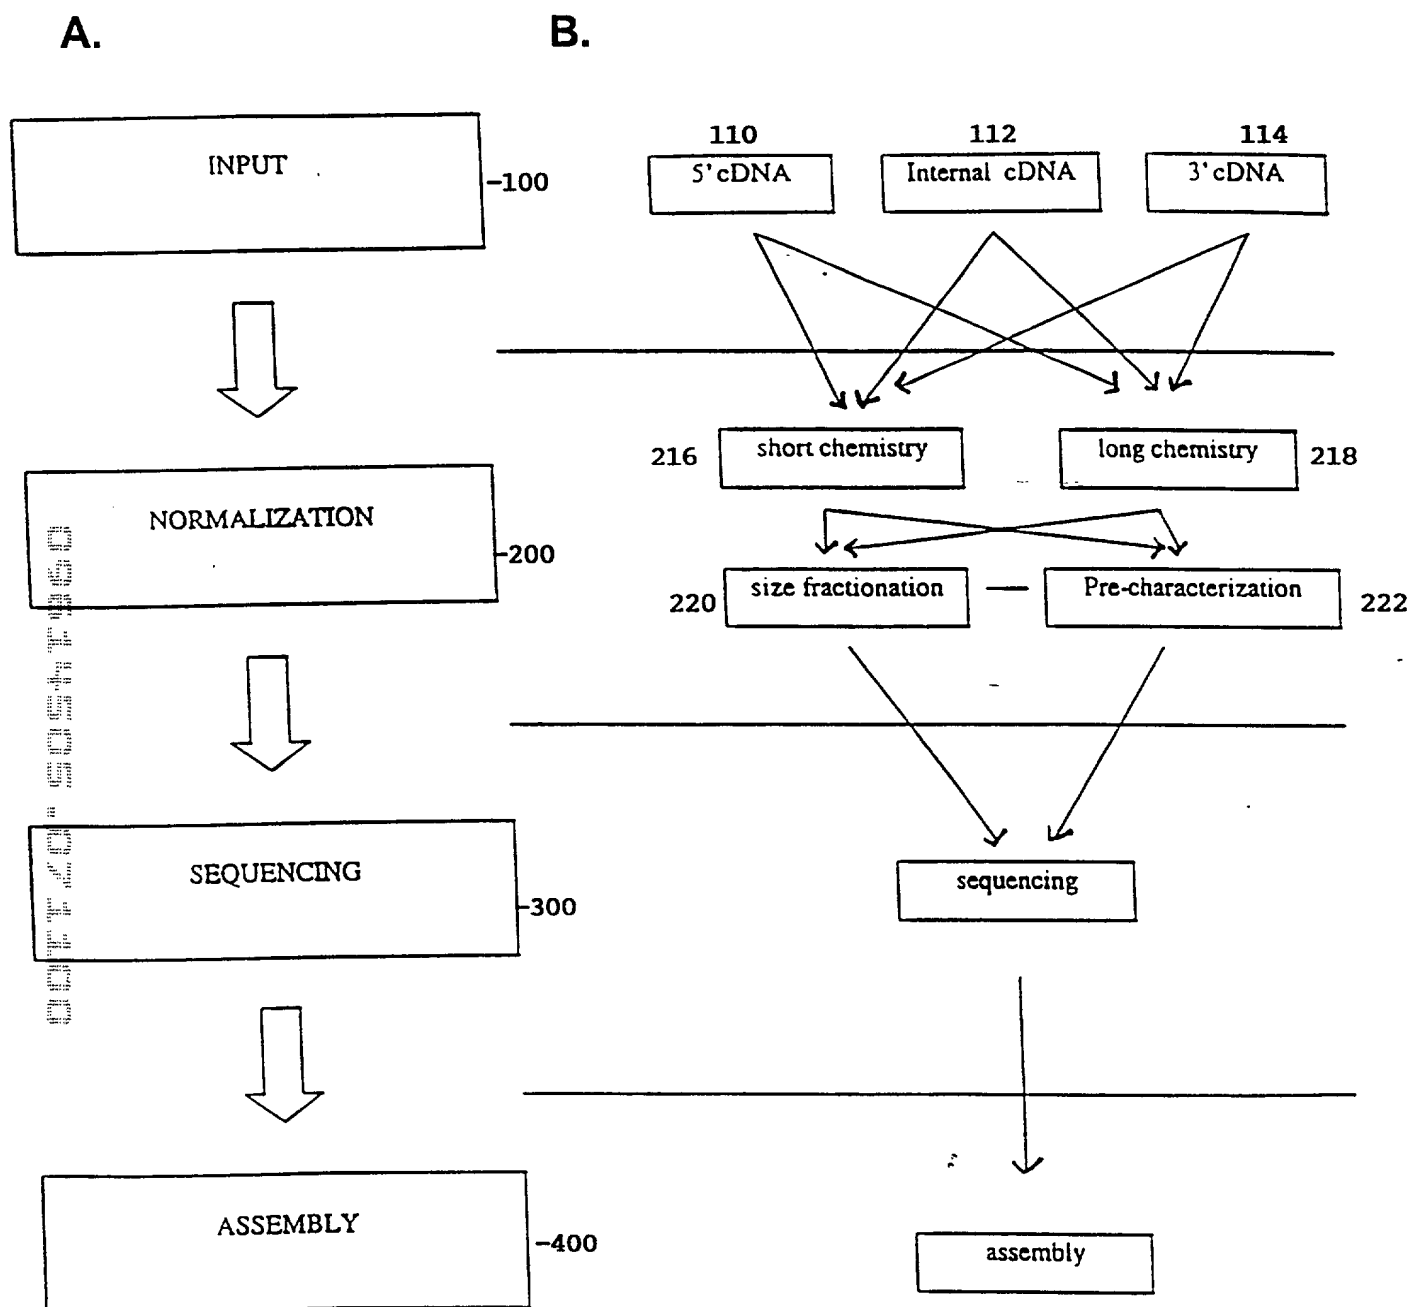 A.
B.
INPUT
-100
110
112
114
5'cDNA
Internal cDNA
3'cDNA
216
short chemistry
long chemistry
218
NORMALIZATION
-200
220
size fractionation
Pre-characterization
222
SEQUENCING
-300
sequencing
ASSEMBLY
-400
assembly